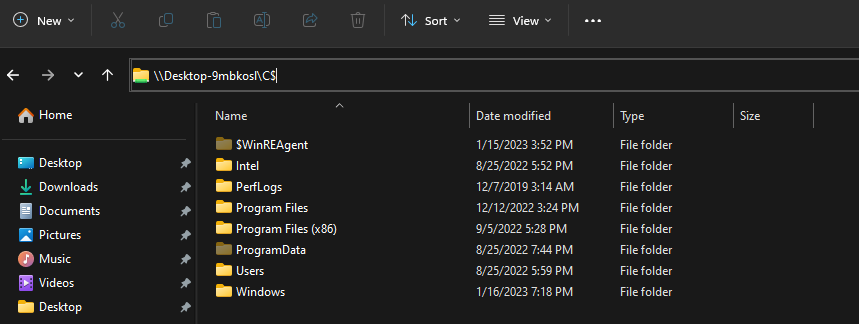 New Sort View ...
\\Desktop-9mbkosl\C$
Home
Name Date modified Type Size
$WinREAgent 1/15/2023 3:52 PM File folder
Desktop Intel 8/25/2022 5:52 PM File folder
Downloads PerfLogs 12/7/2019 3:14 AM File folder
Documents Program Files 12/12/2022 3:24 PM File folder
Pictures Program Files (x86) 9/5/2022 5:28 PM File folder
Music ProgramData 8/25/2022 7:44 PM File folder
Videos Users 8/25/2022 5:59 PM File folder
Desktop Windows 1/16/2023 7:18 PM File folder